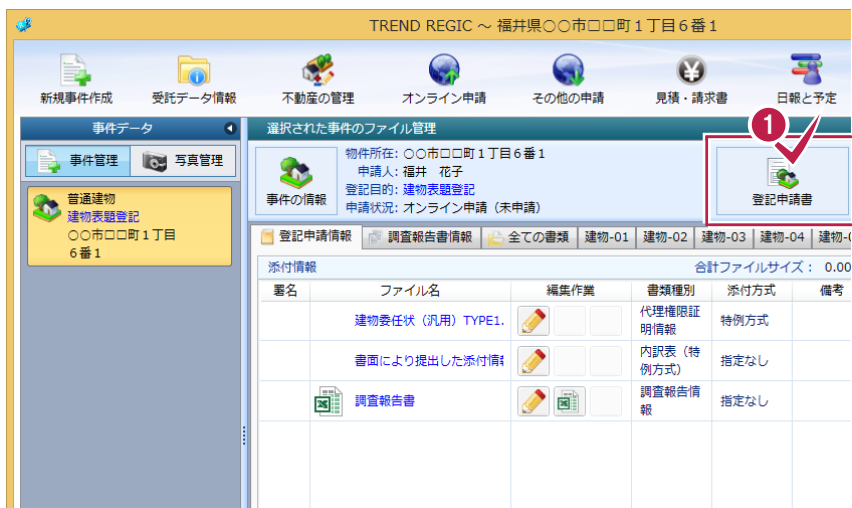 TREND REGIC ~ 福井県〇〇市□□町1丁目6番1
新規事件作成 受託データ情報 不動産の管理 オンライン申請 その他の申請 見積・請求書 日報と予定
事件データ
事件管理 写真管理
普通建物
建物表題登記
〇〇市□□町1丁目
6番1
選択された事件のファイル管理
1
事件の情報
物件所在: 〇〇市□□町1丁目6番1
申請人: 福井 花子
登記目的: 建物表題登記
申請状況: オンライン申請(未申請)
登記申請書
登記申請情報 調査報告書情報 全ての書類 建物-01 建物-02 建物-03 建物-04
添付情報 合計ファイルサイズ: 0.00
署名 ファイル名 編集作業 書類種別 添付方式 備考
建物委任状(汎用)TYPE1. 代理権限証
明情報
特例方式
書面により提出した添付情 内訳表(特
例方式)
指定なし
調査報告書 調査報告情
報
指定なし